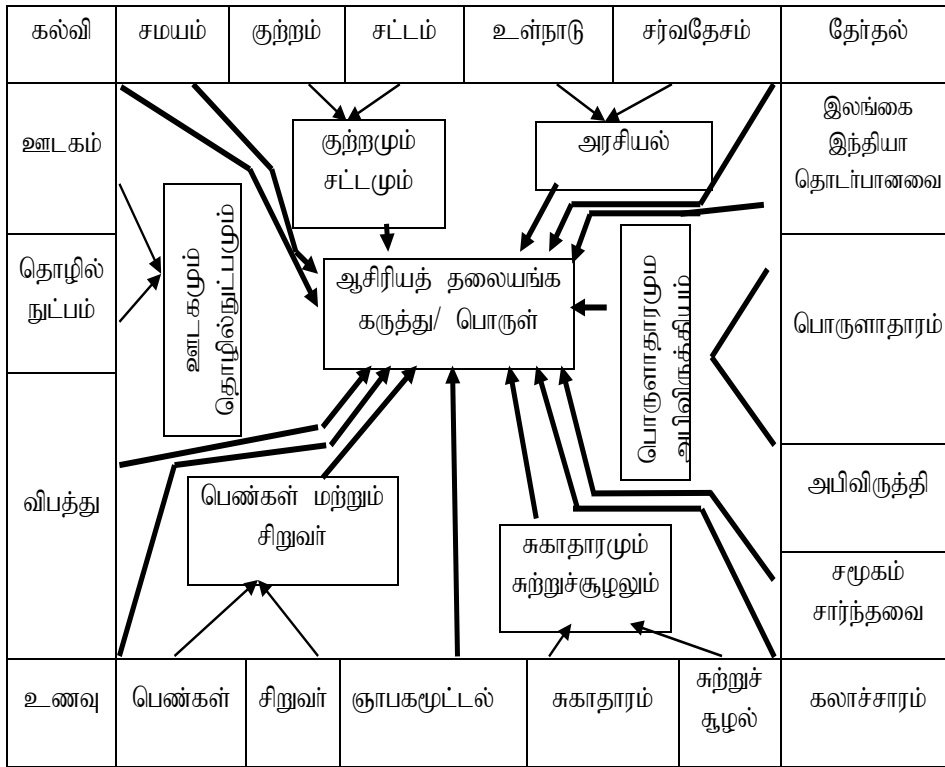 கல்வி
சமயம்
குற்றம்
சட்டம்
உள்நாடு
சர்வதேசம்
தேர்தல்
ஊடகம்
இலங்கை
இந்தியா
தொடர்பானவை
குற்றமும்
சட்டமும்
அரசியல்
ஊடகமும்
தொழில்நுட்பமும்
தொழில்
நுட்பம்
ஆசிரியத் தலையங்க
கருத்து/ பொருள்
பொருளாதாரமும
அபிவிருக்கியம்
பொருளாதாரம்
விபத்து
பெண்கள் மற்றும்
சிறுவர்
சுகாதாரமும்
சுற்றுச்சூழலும்
அபிவிருத்தி
சமூகம்
சார்ந்தவை
உணவு
பெண்கள்
சிறுவர்
ஞாபகமூட்டல்
சுகாதாரம்
சுற்றுச்
சூழல்
கலாச்சாரம்